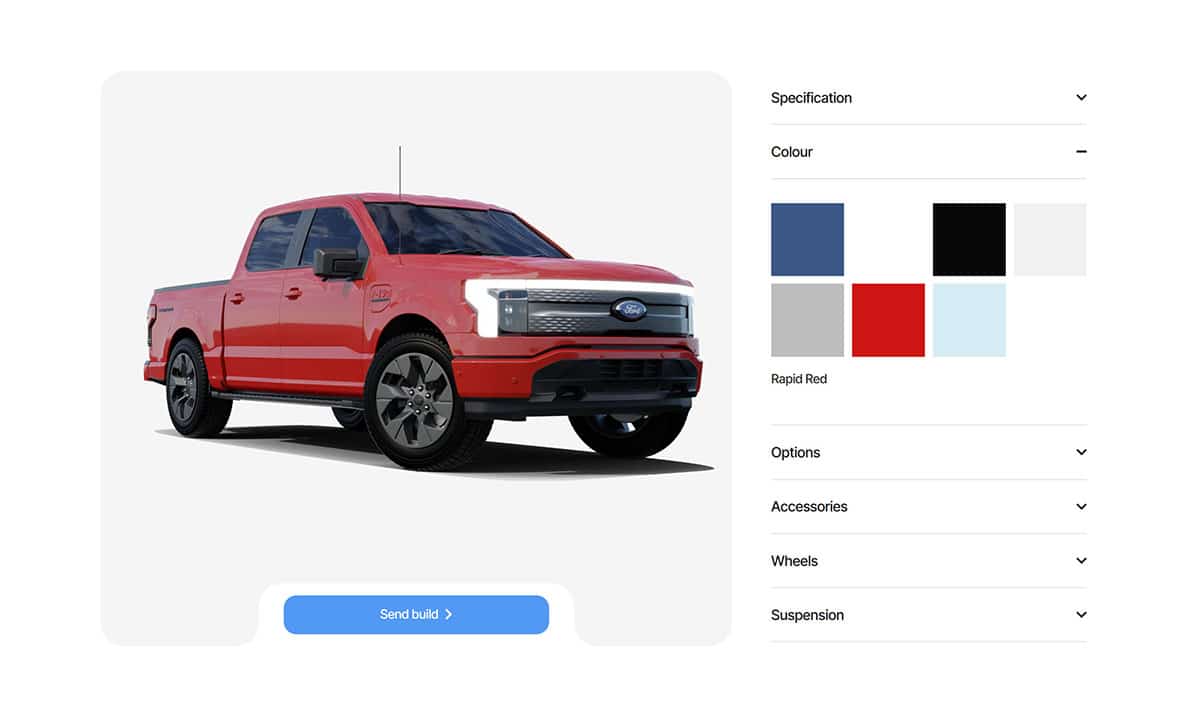 Specification
Colour
Ford
Rapid Red
Options
Accessories
Wheels
Suspension
Send build